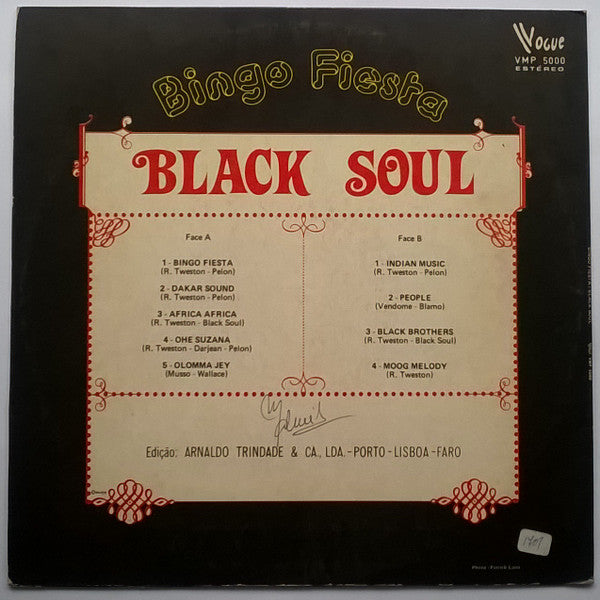 Vogue
VMP 5000
ESTÉREO
Bingo Fiesta
BLACK SOUL
Face A
1 - BINGO FIESTA
(R. Tweston - Pelon)
2 - DAKAR SOUND
(R. Tweston - Pelon)
3 - AFRICA AFRICA
(R. Tweston - Black Soul)
4 - OHE SUZANA
(R. Tweston - Darjean - Pelon)
5 - OLOMMA JEY
(Musso - Wallace)
Face B
1 - INDIAN MUSIC
(R. Tweston - Pelon)
2 - PEOPLE
(Vendome - Blamo)
3 - BLACK BROTHERS
(R. Tweston - Black Soul)
4 - MOOG MELODY
(R. Tweston)
Edição: ARNALDO TRINDADE & CA., LDA. - PORTO - LISBOA - FARO
Photo - Patrick Lain